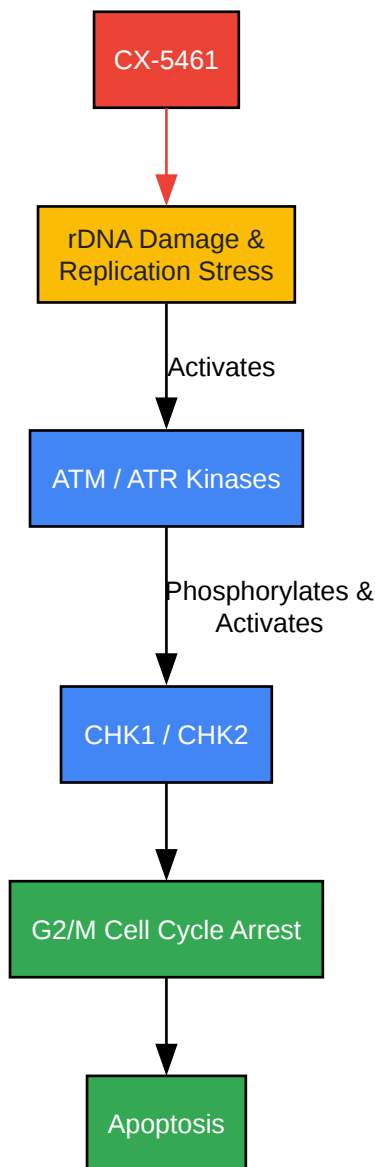 CX-5461
rDNA Damage &
Replication Stress
Activates
ATM / ATR Kinases
Phosphorylates &
Activates
CHK1 / CHK2
G2/M Cell Cycle Arrest
Apoptosis